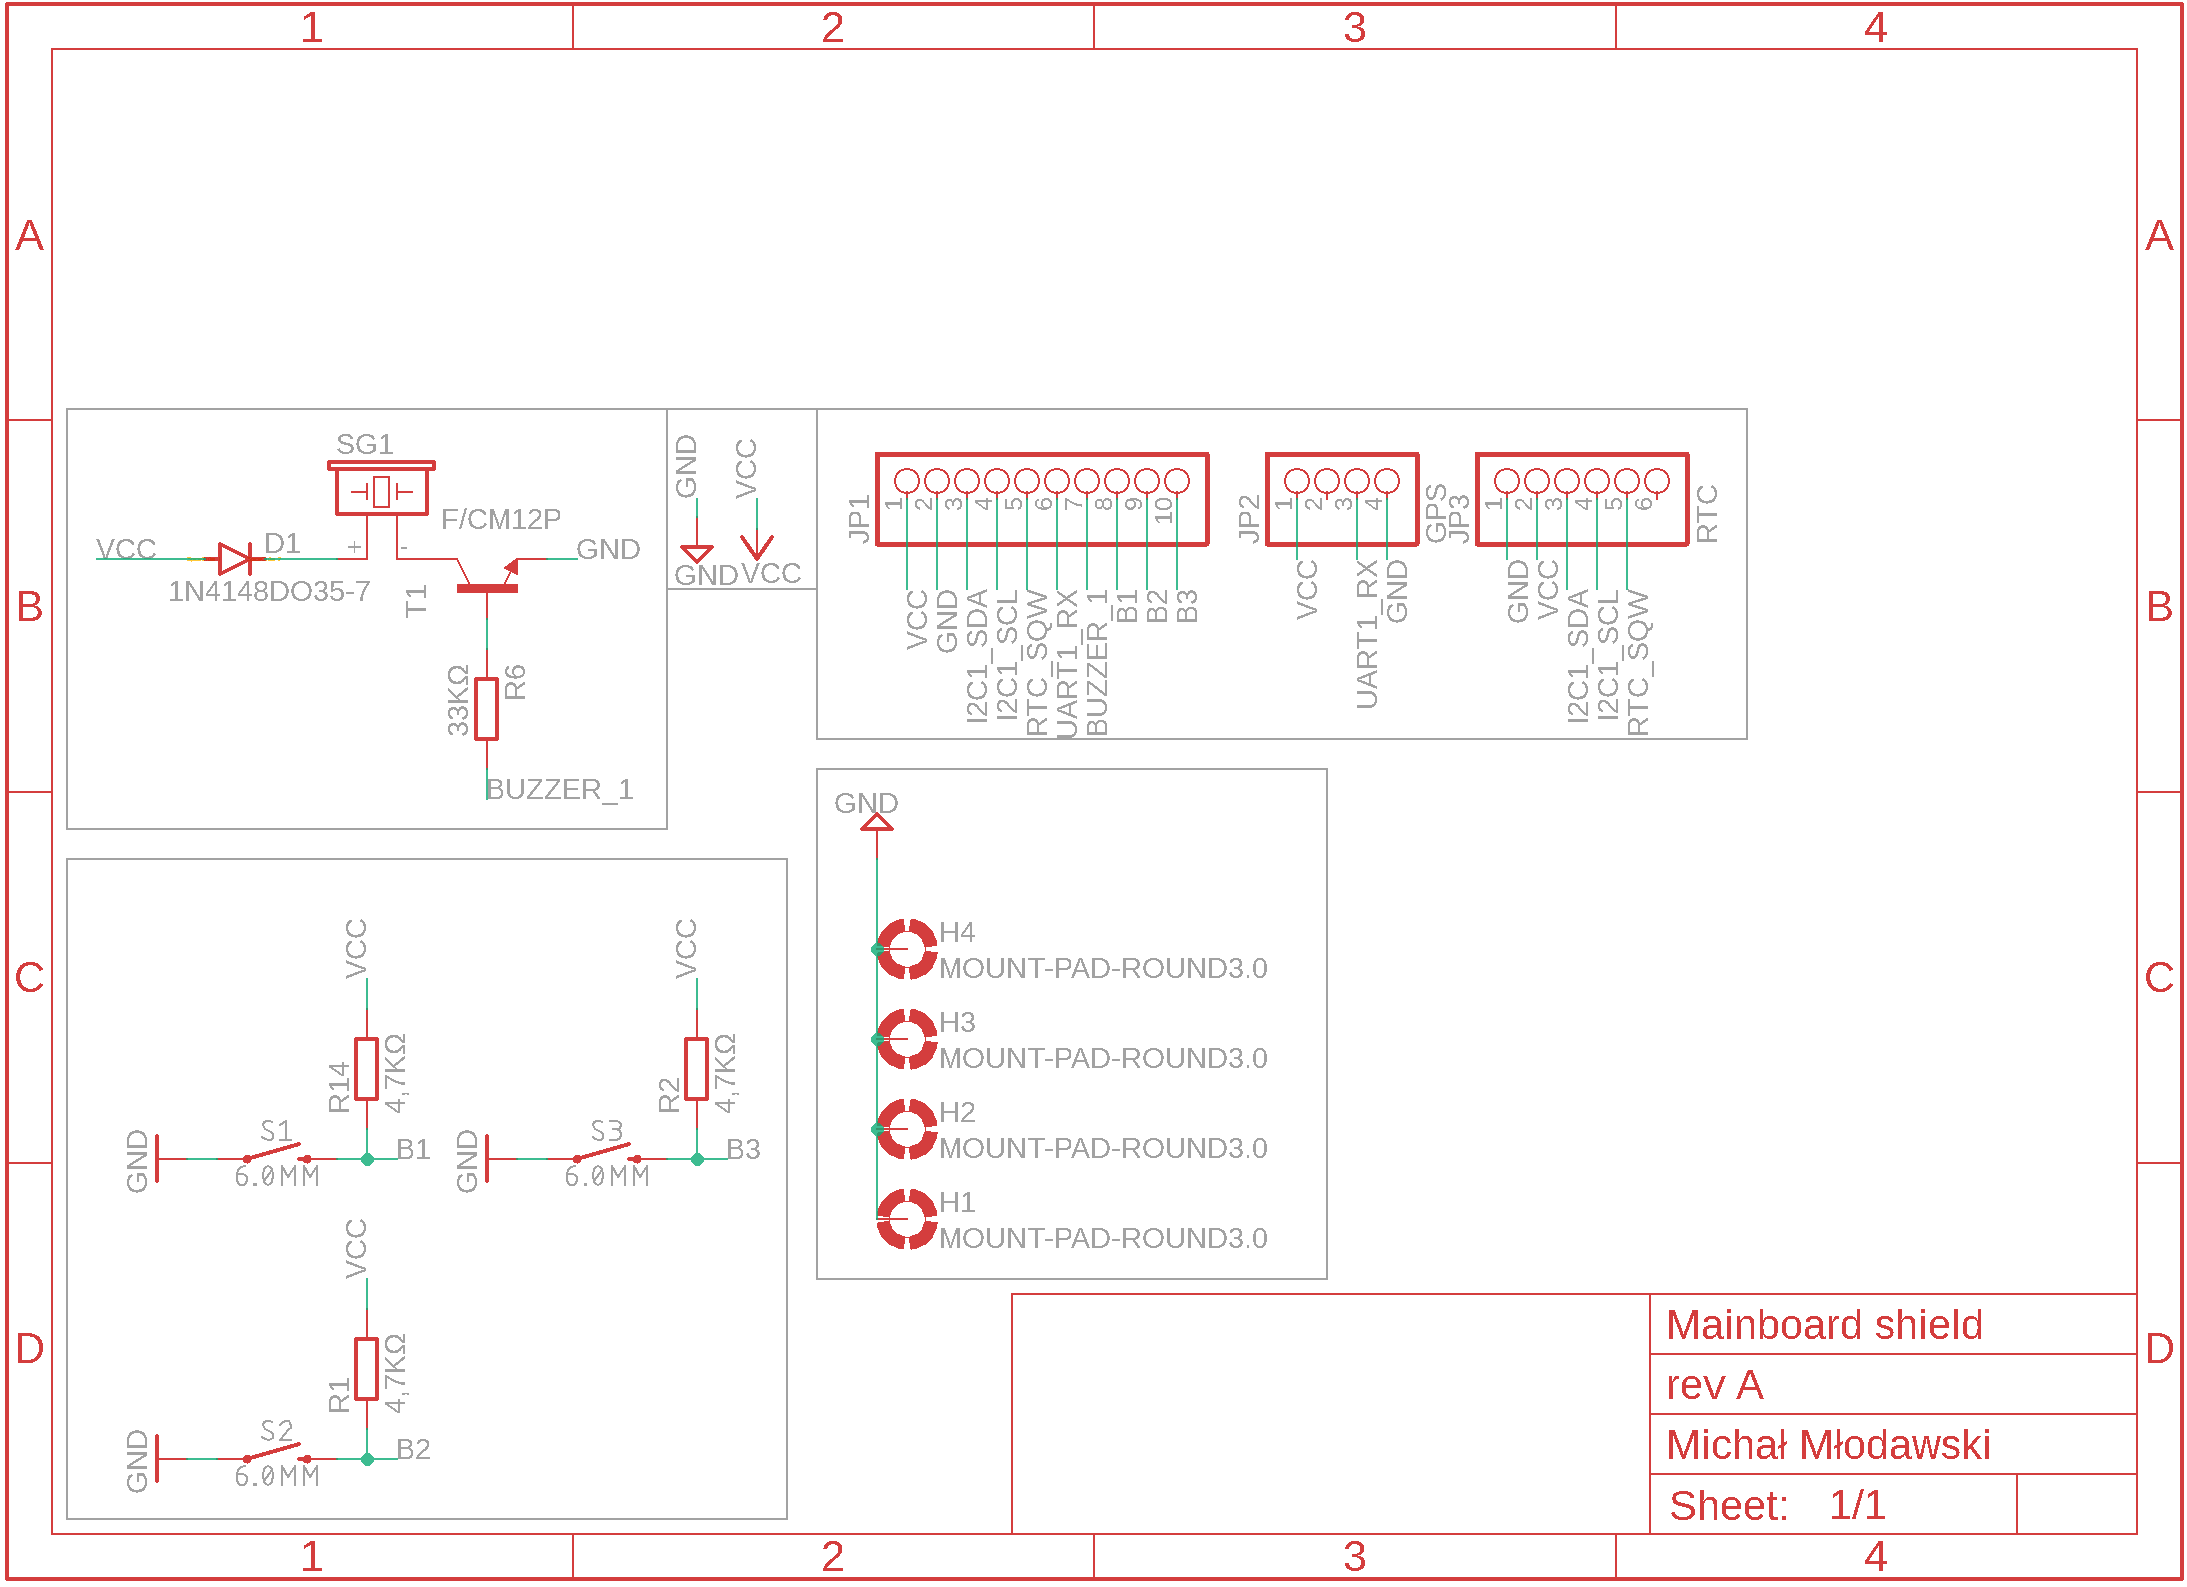 1 2 3 4
A A
SG1
F/CM12P
VCC
D1
+ -
GND
1N4148DO35-7
T1
33KΩ
R6
BUZZER_1
GND
VCC
GND
VCC
JP1
1 2 3 4 5 6 7 8 9 10
VCC
GND
I2C1_SDA
I2C1_SCL
RTC_SQW
UART1_RX
BUZZER_1
B1
B2
B3
JP2
1 2 3 4
GPS
VCC
UART1_RX
GND
JP3
1 2 3 4 5 6
RTC
GND
VCC
I2C1_SDA
I2C1_SCL
RTC_SQW
B B
GND
H4
MOUNT-PAD-ROUND3.0
H3
MOUNT-PAD-ROUND3.0
H2
MOUNT-PAD-ROUND3.0
H1
MOUNT-PAD-ROUND3.0
C C
VCC
R14
4,7KΩ
GND
S1
6.0MM
B1
VCC
R2
4,7KΩ
GND
S3
6.0MM
B3
VCC
R1
4,7KΩ
GND
S2
6.0MM
B2
D D
Mainboard shield
rev A
Michał Młodawski
Sheet: 1/1
1 2 3 4